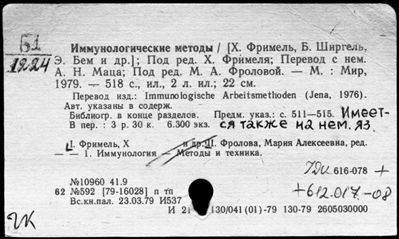 Б1
1224
Иммунологические методы / [Х. Фримель, Б. Ширгель,
Э. Бем и др.]; Под ред. Х. Фримеля; Перевод с нем.
А. Н. Маца; Под ред. М. А. Фроловой. — М. : Мир,
1979. — 518 с., ил., 2 л. ил.; 22 см.
Перевод изд.: Immunologische Arbeitsmethoden (Jena, 1976).
Авт. указаны в содерж.
Библиогр. в конце разделов. Предм. указ.: с. 511—515. Имеет-
В пер. : 3 р. 30 к. 6.300 экз. ся также на нем. яз.
I. Фримель, Х и др. II. Фролова, Мария Алексеевна, ред.
— — 1. Иммунология — Методы и техника.
616-078 +
+612.017-08
№10960 41.9
62 №592 [79-16028] п тп
Вс.кн.пал. 23.03.79 И537
И 130/041(01)-79 130-79 2605030000
ЧК